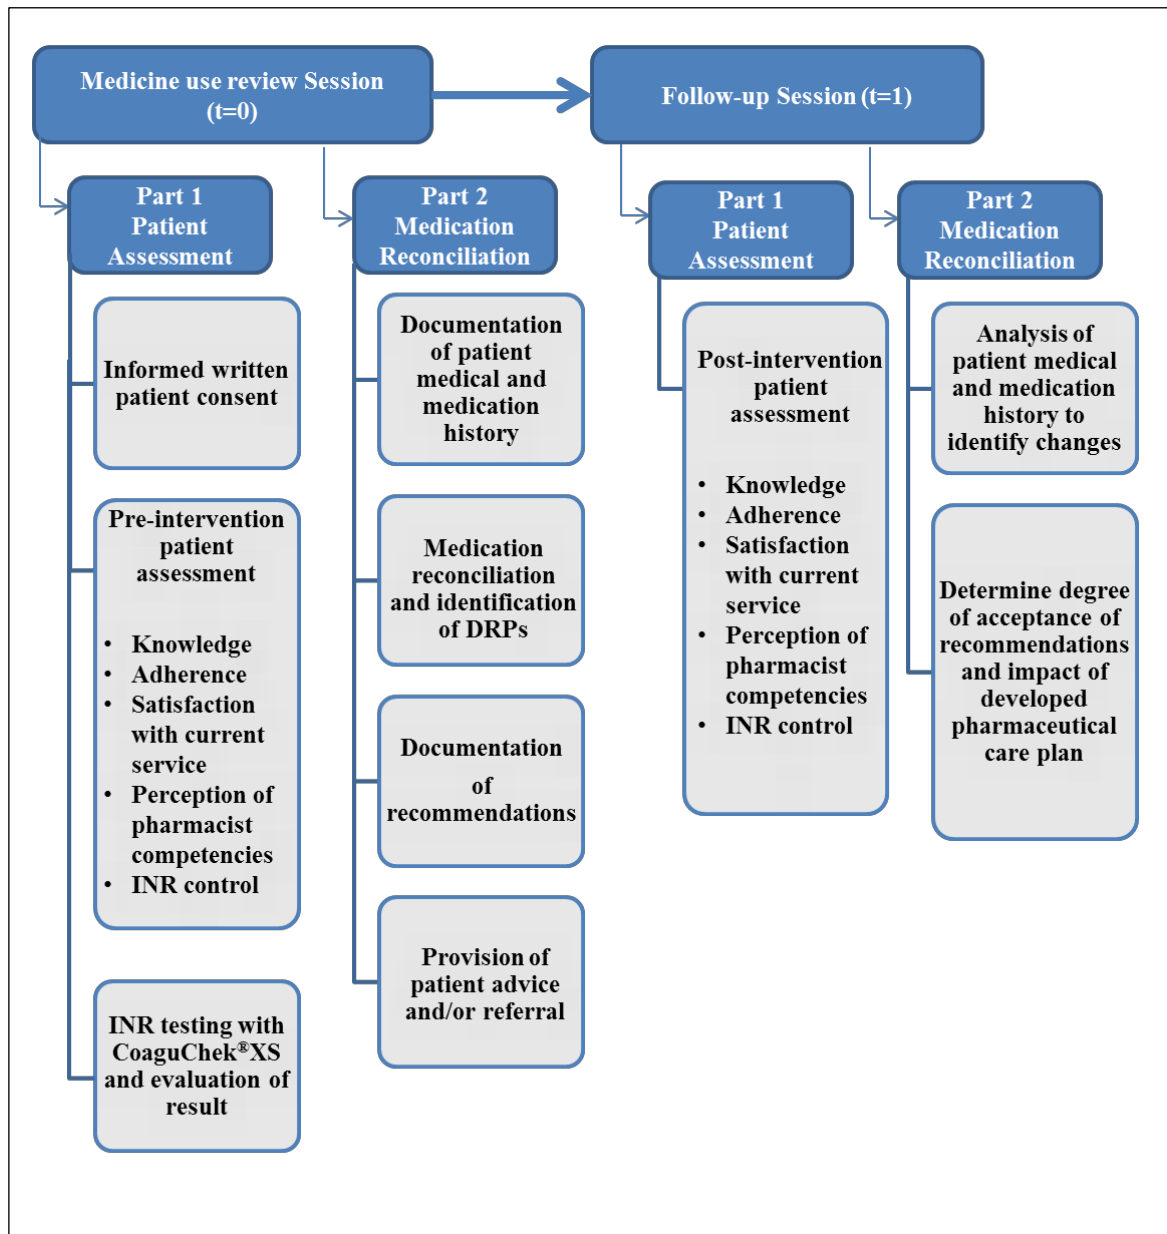 Medicine use review Session
(t=0)
Follow-up Session (t=1)
Part 1
Patient
Assessment
Informed written
patient consent
Pre-intervention
patient
assessment
• Knowledge
• Adherence
• Satisfaction
with current
service
• Perception of
pharmacist
competencies
• INR control
INR testing with
CoaguChek®XS
and evaluation of
result
Part 2
Medication
Reconciliation
Documentation
of patient
medical and
medication
history
Medication
reconciliation
and identification
of DRPs
Documentation
of
recommendations
Provision of
patient advice
and/or referral
Part 1
Patient
Assessment
Post-intervention
patient
assessment
• Knowledge
• Adherence
• Satisfaction
with current
service
• Perception of
pharmacist
competencies
• INR control
Part 2
Medication
Reconciliation
Analysis of
patient medical
and medication
history to
identify changes
Determine degree
of acceptance of
recommendations
and impact of
developed
pharmaceutical
care plan